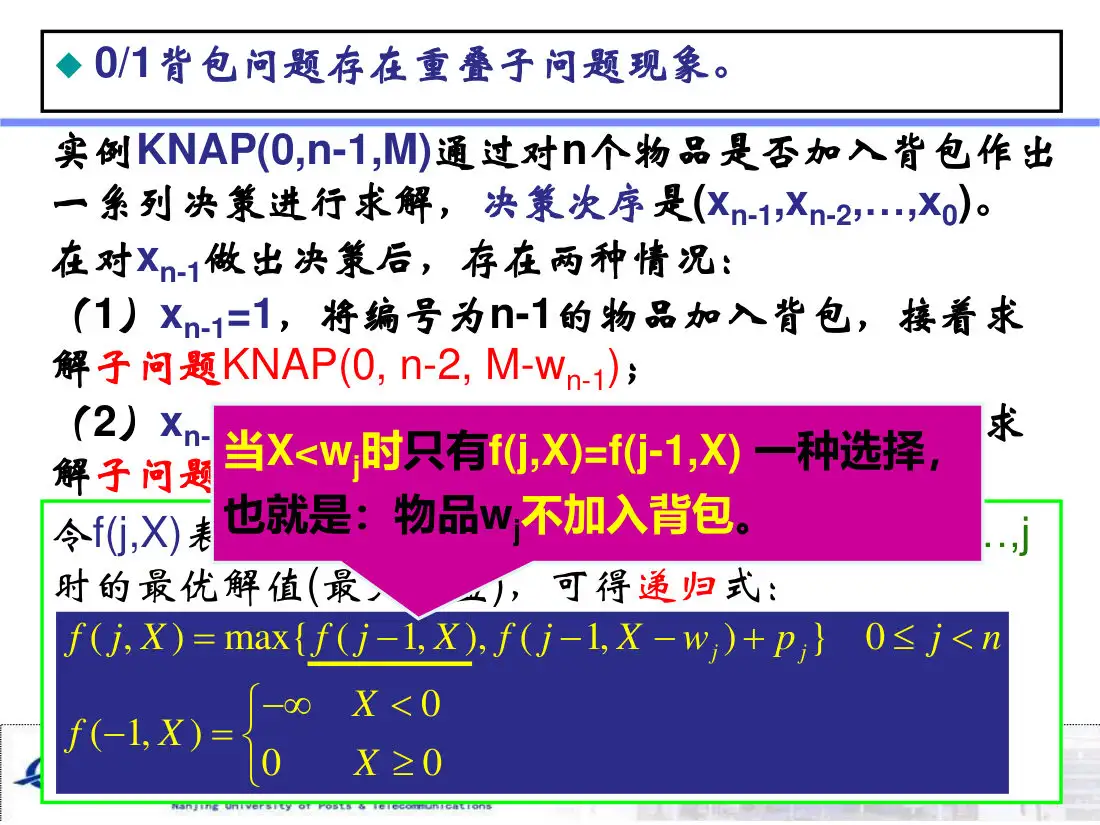 0/1背包问题存在重叠子问题现象。
实例KNAP(0,n-1,M)通过对n个物品是否加入背包作出
一系列决策进行求解，决策次序是(xn-1,xn-2,…,x0)。
在对xn-1做出决策后，存在两种情况：
（1）xn-1=1，将编号为n-1的物品加入背包，接着求
解子问题KNAP(0, n-2, M-wn-1)；
（2）xn- 求
解子问题
当X<wj时只有f(j,X)=f(j-1,X) 一种选择，
也就是：物品wj不加入背包。
令f(j,X) …,j
时的最优解值(最 )，可得递归式：
f(j,X)=max{f(j−1,X),f(j−1,X−wj)+pj} 0≤j<n
f(−1,X)={−∞ X<0
0 X≥0
Nanjing University of Posts & Telecommunications